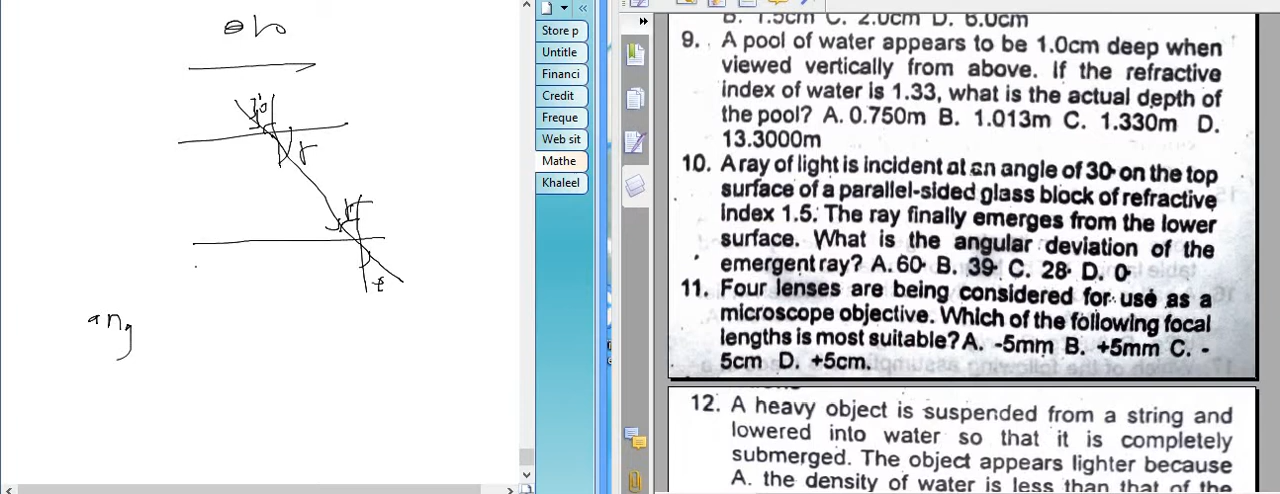 Store p
Untitle
Financi
Credit
Freque
Web sit
Mathe
Khaleel
30
r
r
ang
B. 1.5cm C. 2.0cm D. 6.0cm
9. A pool of water appears to be 1.0cm deep when
viewed vertically from above. If the refractive
index of water is 1.33, what is the actual depth of
the pool? A. 0.750m B. 1.013m C. 1.330m D.
13.3000m
10. A ray of light is incident at an angle of 30· on the top
surface of a parallel-sided glass block of refractive
index 1.5. The ray finally emerges from the lower
surface. What is the angular deviation of the
emergent ray? A. 60· B. 39· C. 28· D. 0·
11. Four lenses are being considered for use as a
microscope objective. Which of the following focal
lengths is most suitable? A. -5mm B. +5mm C. -
5cm D. +5cm.
12. A heavy object is suspended from a string and
lowered into water so that it is completely
submerged. The object appears lighter because
A. the density of water is less than that of the